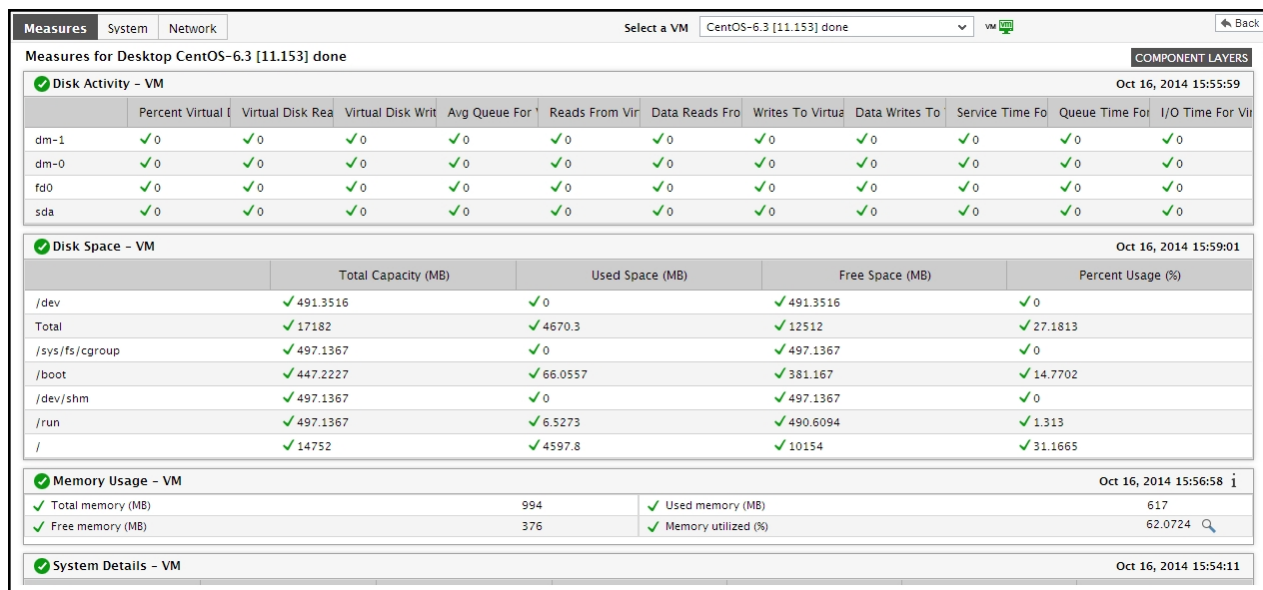 Measures System Network Select a VM CentOS-6.3 [11.153] done VM vm Back
Measures for Desktop CentOS-6.3 [11.153] done COMPONENT LAYERS
Disk Activity - VM Oct 16, 2014 15:55:59
Percent Virtual D Virtual Disk Rea Virtual Disk Writ Avg Queue For Reads From Vir Data Reads Fro Writes To Virtua Data Writes To Service Time Fo Queue Time For I/O Time For Vir
dm-1 0 0 0 0 0 0 0 0 0 0 0
dm-0 0 0 0 0 0 0 0 0 0 0 0
fd0 0 0 0 0 0 0 0 0 0 0 0
sda 0 0 0 0 0 0 0 0 0 0 0
Disk Space - VM Oct 16, 2014 15:59:01
Total Capacity (MB) Used Space (MB) Free Space (MB) Percent Usage (%)
/dev 491.3516 0 491.3516 0
Total 17182 4670.3 12512 27.1813
/sys/fs/cgroup 497.1367 0 497.1367 0
/boot 447.2227 66.0557 381.167 14.7702
/dev/shm 497.1367 0 497.1367 0
/run 497.1367 6.5273 490.6094 1.313
/ 14752 4597.8 10154 31.1665
Memory Usage - VM Oct 16, 2014 15:56:58 i
Total memory (MB) 994 Used memory (MB) 617
Free memory (MB) 376 Memory utilized (%) 62.0724
System Details - VM Oct 16, 2014 15:54:11